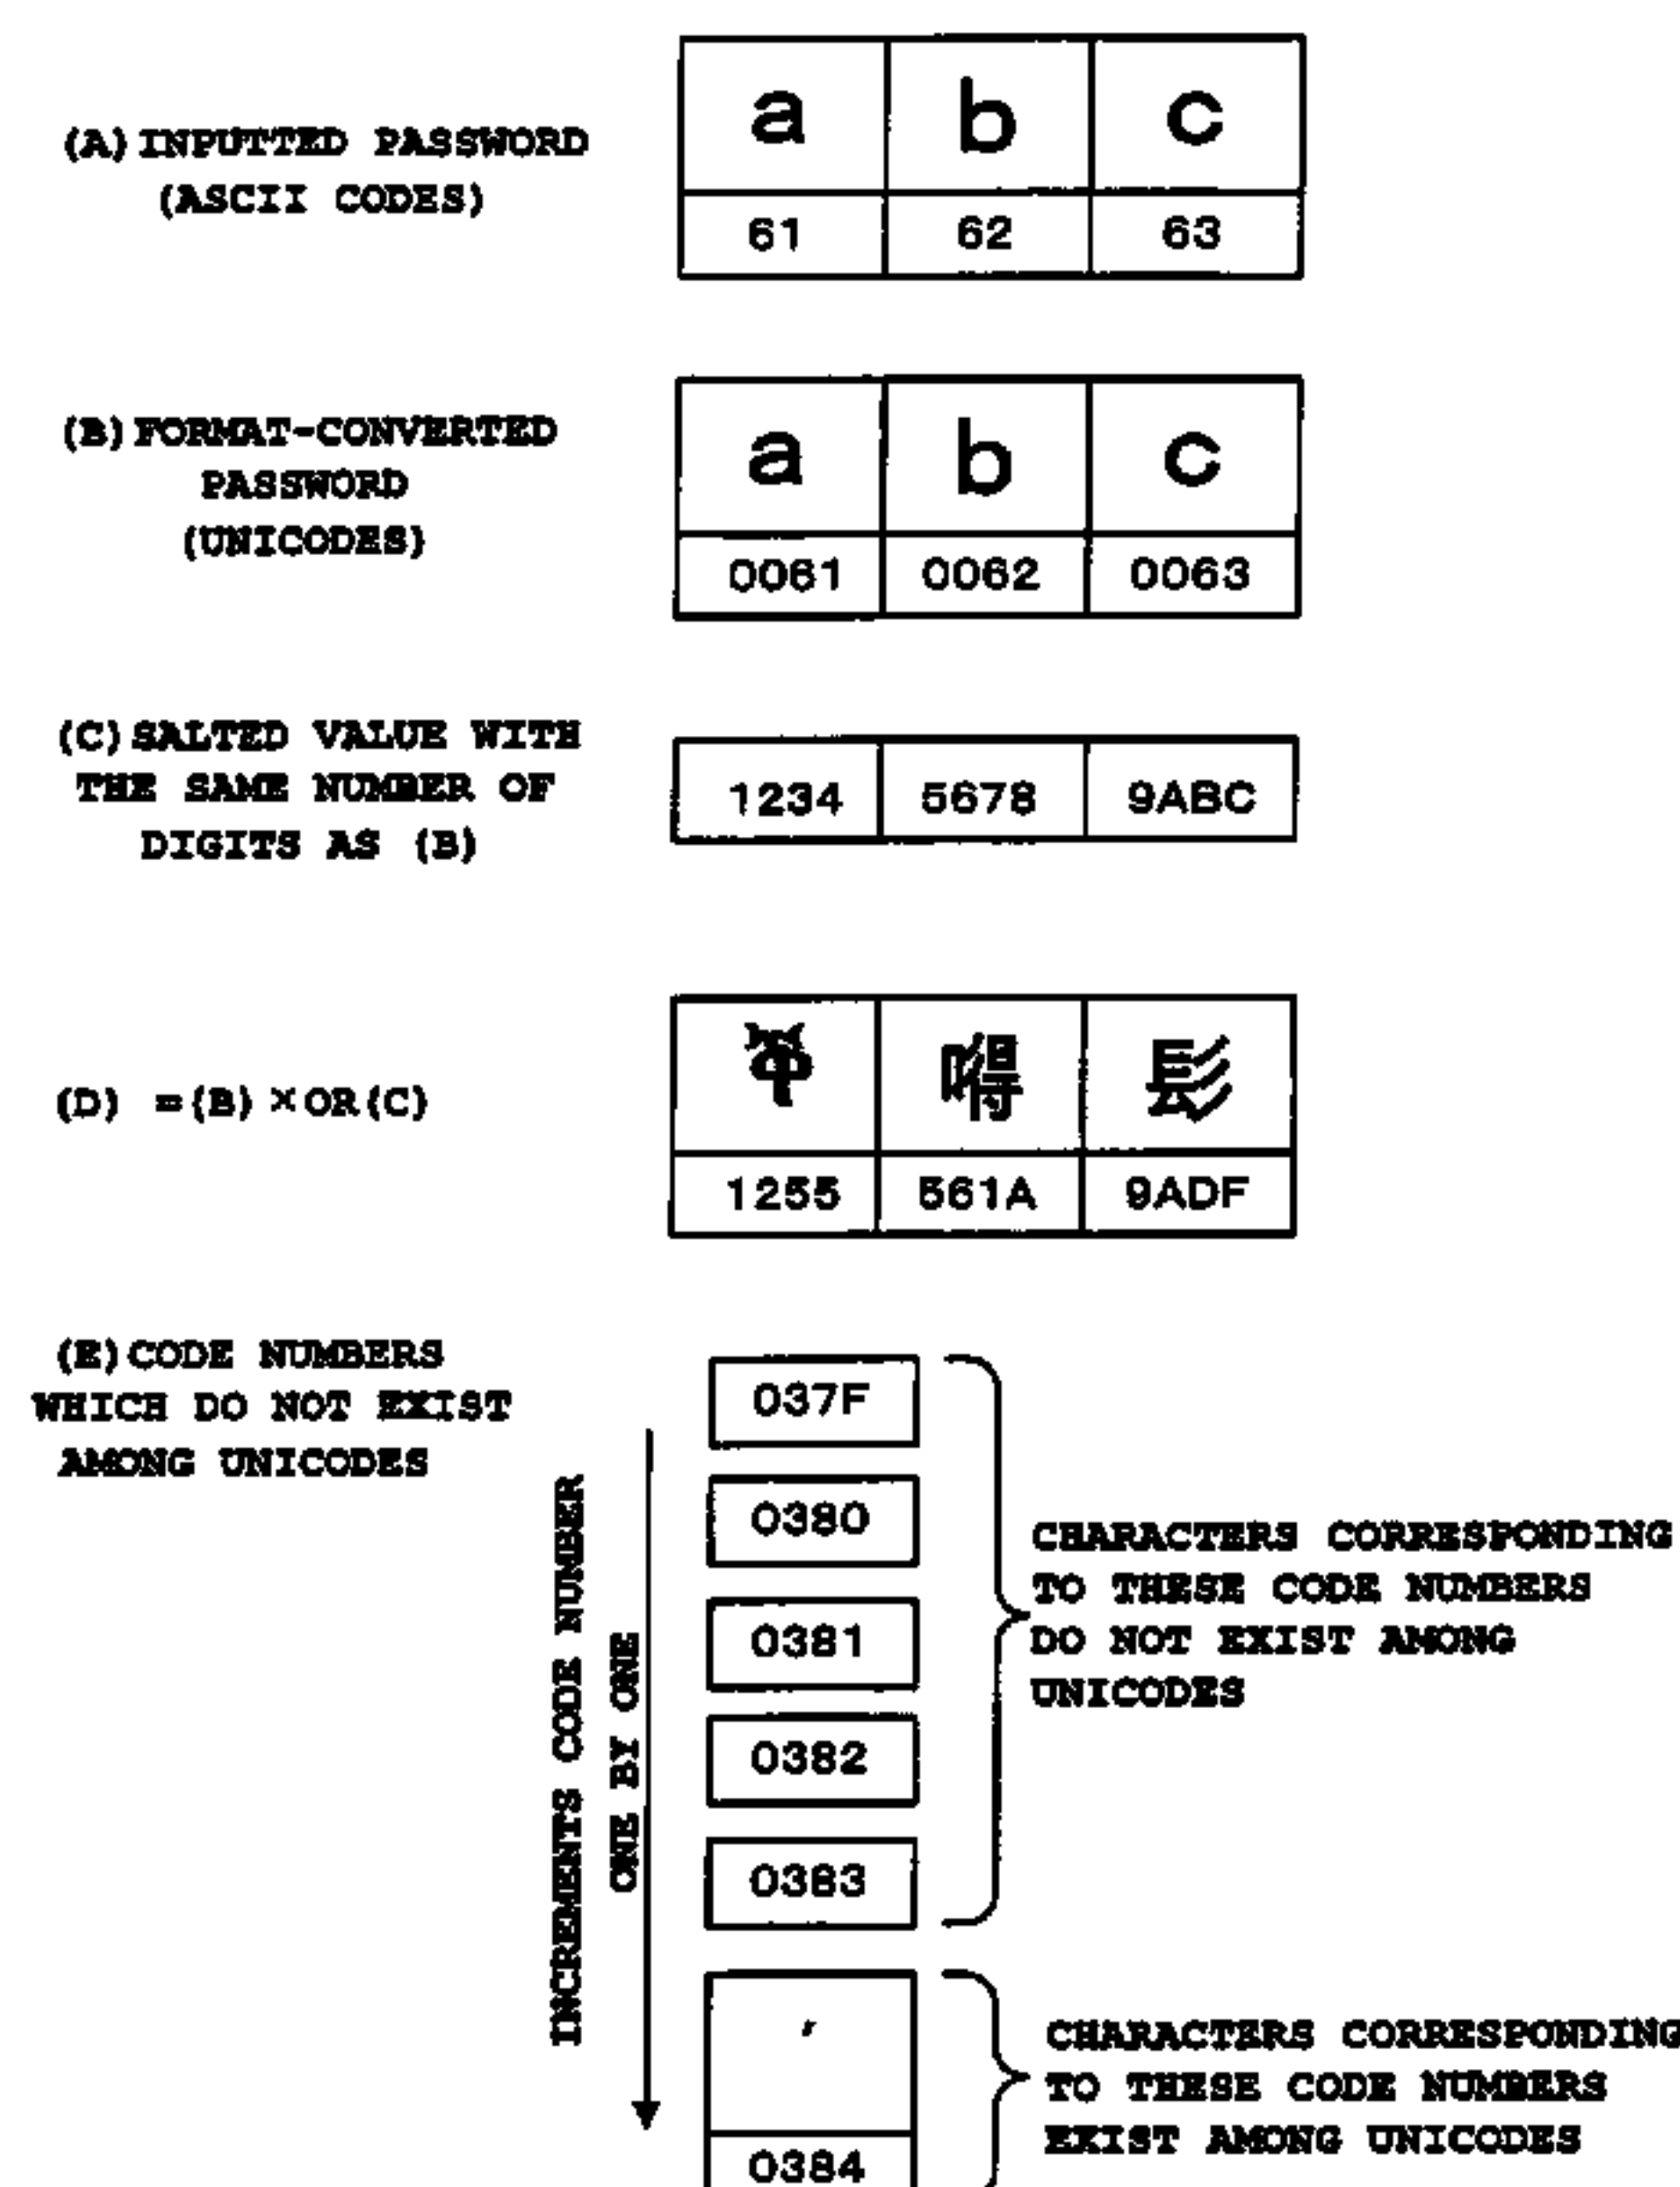 (A) INPUTTED PASSWORD
(ASCII CODES)
a b c
61 62 63
(B) FORMAT-CONVERTED
PASSWORD
(UNICODES)
a b c
0061 0062 0063
(C) SALTED VALUE WITH
THE SAME NUMBER OF
DIGITS AS (B)
1234 5678 9ABC
(D) =(B) XOR(C)
1255 561A 9ADF
(E) CODE NUMBERS
WHICH DO NOT EXIST
AMONG UNICODES
INCREMENTS CODE NUMBER
ONE BY ONE
037F
0380
0381
0382
0383
CHARACTERS CORRESPONDING
TO THESE CODE NUMBERS
DO NOT EXIST AMONG
UNICODES
΄
0384
CHARACTERS CORRESPONDING
TO THESE CODE NUMBERS
EXIST AMONG UNICODES